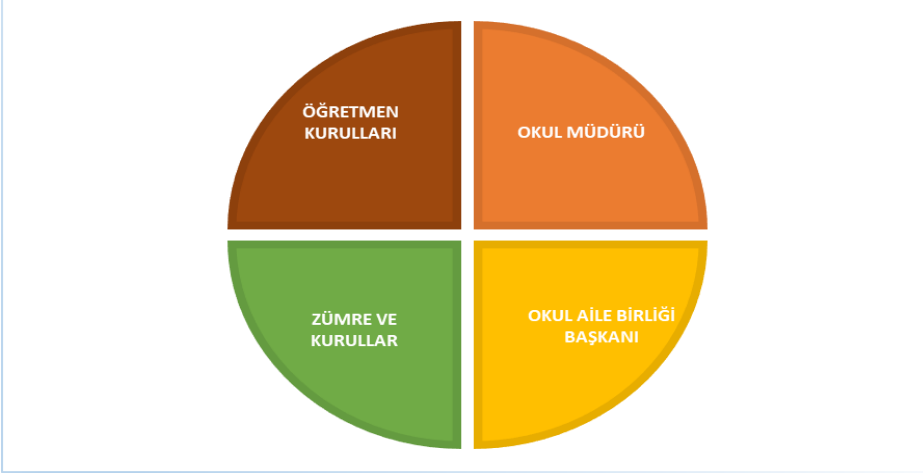 ÖĞRETMEN
KURULLARI
OKUL MÜDÜRÜ
ZÜMRE VE
KURULLAR
OKUL AİLE BİRLİĞİ
BAŞKANI